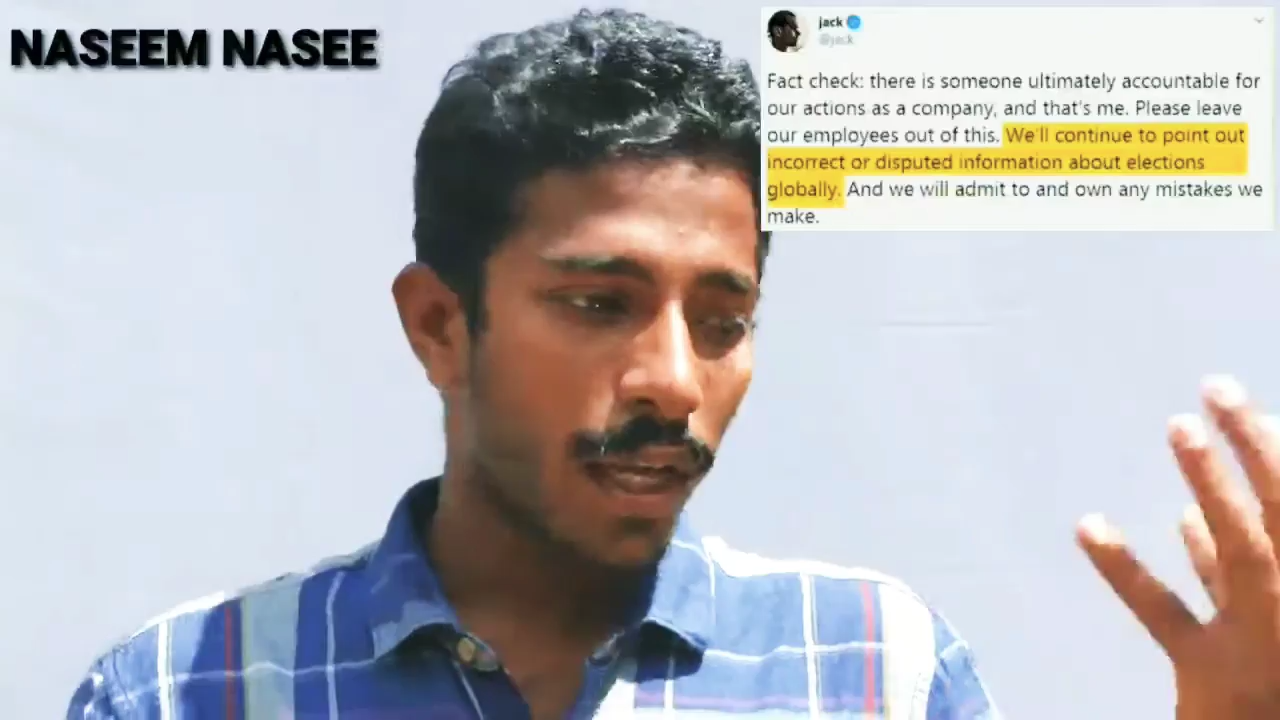 NASEEM NASEE
jack
@jack
Fact check: there is someone ultimately accountable for
our actions as a company, and that's me. Please leave
our employees out of this. We'll continue to point out
incorrect or disputed information about elections
globally. And we will admit to and own any mistakes we
make.